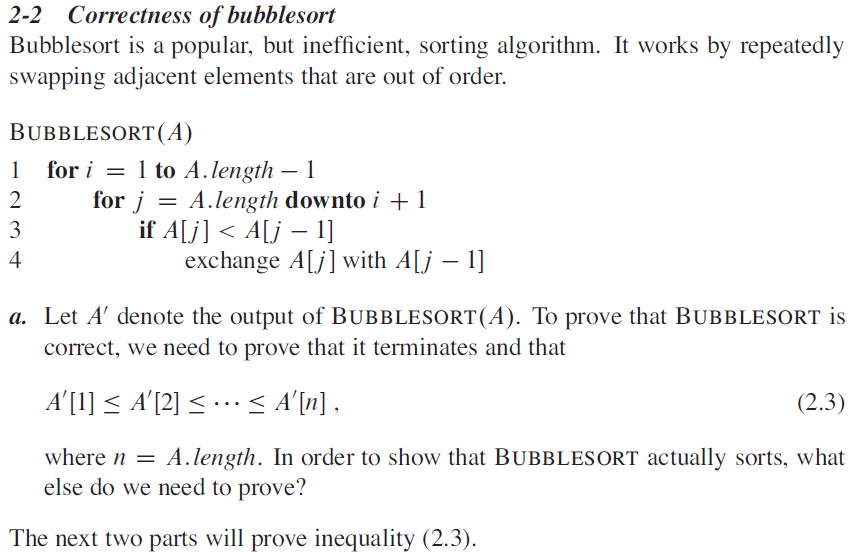 2-2 Correctness of bubblesort
Bubblesort is a popular, but inefficient, sorting algorithm. It works by repeatedly
swapping adjacent elements that are out of order.
BUBBLESORT(A)
1 for i = 1 to A.length − 1
2 for j = A.length downto i + 1
3 if A[j] < A[j − 1]
4 exchange A[j] with A[j − 1]
a. Let A′ denote the output of BUBBLESORT(A). To prove that BUBBLESORT is
correct, we need to prove that it terminates and that
A′[1] ≤ A′[2] ≤ ⋯ ≤ A′[n] , (2.3)
where n = A.length. In order to show that BUBBLESORT actually sorts, what
else do we need to prove?
The next two parts will prove inequality (2.3).